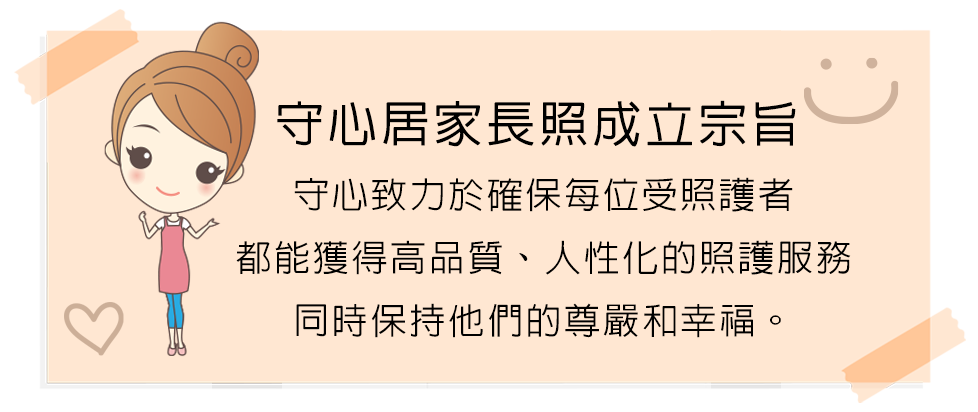 守心居家長照成立宗旨
守心致力於確保每位受照護者
都能獲得高品質、人性化的照護服務
同時保持他們的尊嚴和幸福。